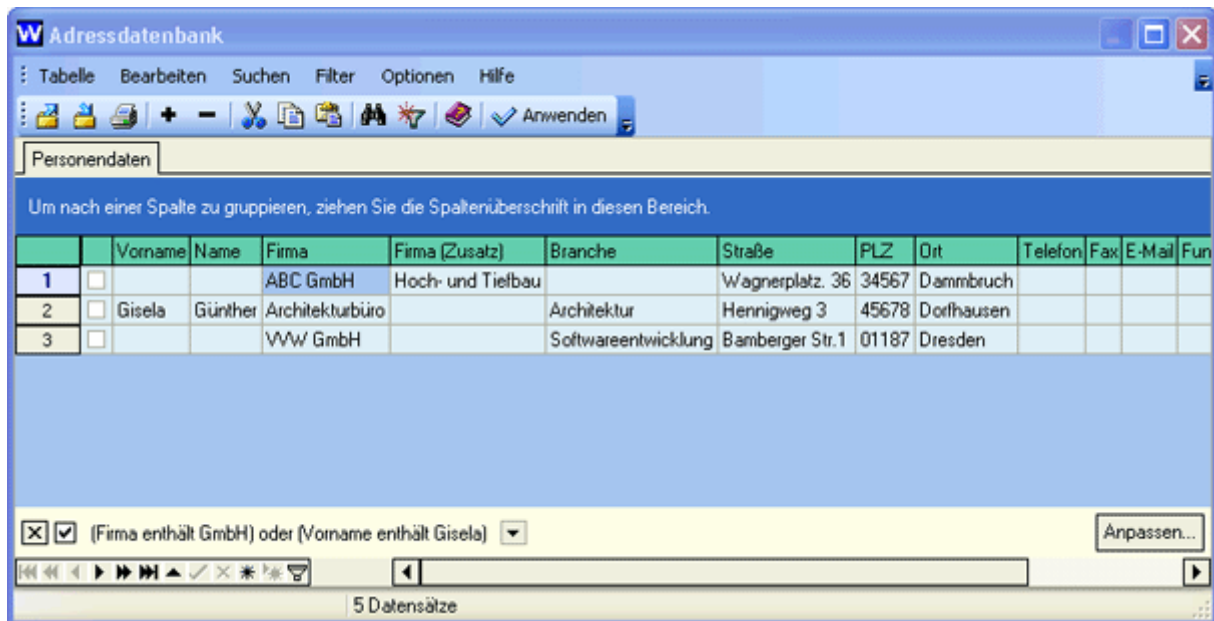 W Adressdatenbank
Tabelle Bearbeiten Suchen Filter Optionen Hilfe
Anwenden
Personendaten
Um nach einer Spalte zu gruppieren, ziehen Sie die Spaltenüberschrift in diesen Bereich.
Vorname Name Firma Firma (Zusatz) Branche Straße PLZ Ort Telefon Fax E-Mail Fun
1 ABC GmbH Hoch- und Tiefbau Wagnerplatz. 36 34567 Dammbruch
2 Gisela Günther Architekturbüro Architektur Hennigweg 3 45678 Dorfhausen
3 VVW GmbH Softwareentwicklung Bamberger Str.1 01187 Dresden
(Firma enthält GmbH) oder (Vorname enthält Gisela) Anpassen...
5 Datensätze